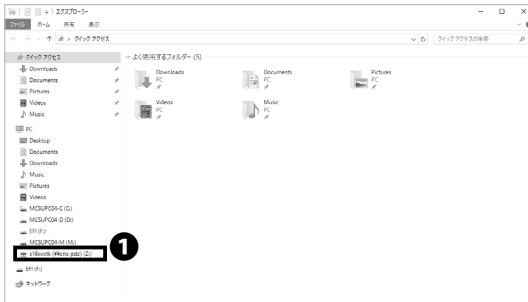 エクスプローラー
ファイル ホーム 共有 表示
クイック アクセス
クイック アクセスの検索
クイック アクセス
Downloads
Documents
Pictures
Videos
Music
PC
Desktop
Documents
Downloads
Music
Pictures
Videos
MCSUPC04-C (C:)
MCSUPC04-D (D:)
EFI (F:)
MCSUPC04-M (M:)
s16xxxtk (¥¥cns-pdc) (Z:)
EFI (F:)
ネットワーク
よく使用するフォルダー (5)
Downloads
PC
Documents
PC
Pictures
PC
Videos
PC
Music
PC
1